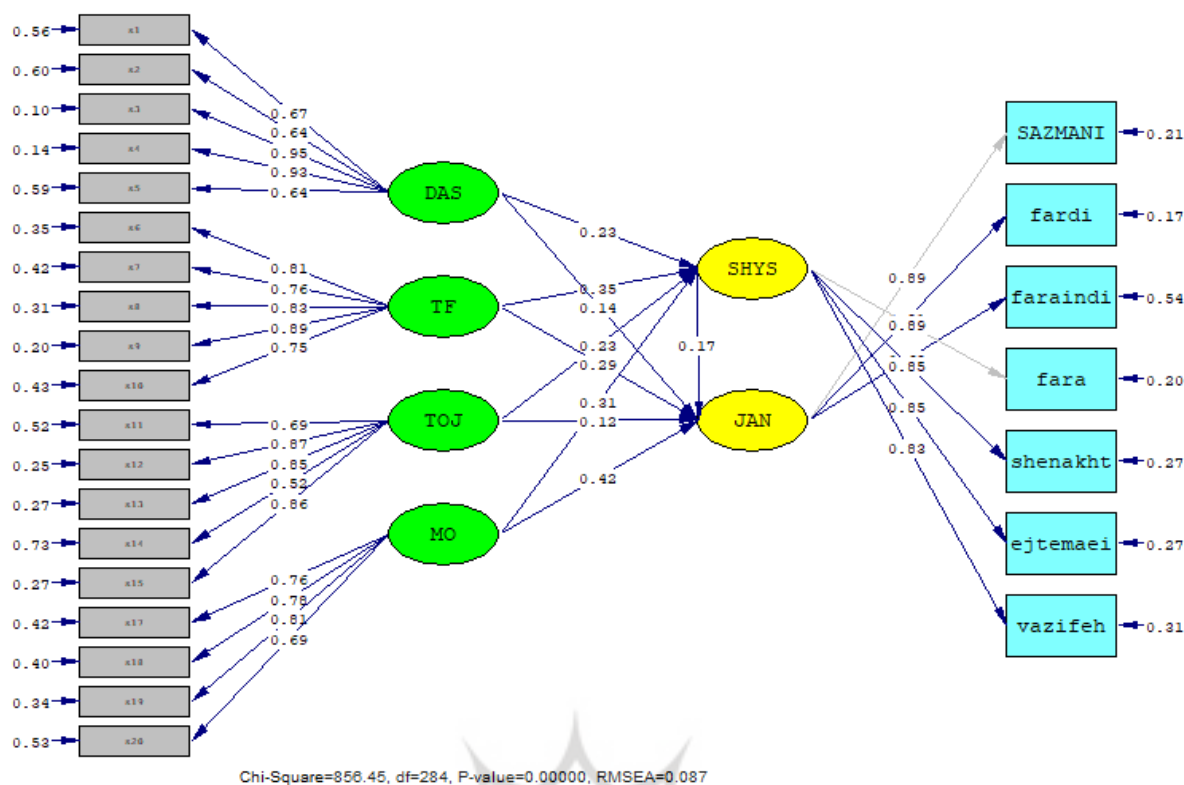 0.56 x1
0.60 x2
0.10 x3
0.14 x4
0.59 x5
0.35 x6
0.42 x7
0.31 x8
0.20 x9
0.43 x10
0.52 x11
0.25 x12
0.27 x13
0.73 x14
0.27 x15
0.42 x17
0.40 x18
0.34 x19
0.53 x20
0.67
0.64
0.95
0.93
0.64
0.81
0.76
0.83
0.89
0.75
0.69
0.87
0.85
0.52
0.86
0.76
0.78
0.81
0.69
DAS
TF
TOJ
MO
0.23
0.35
0.14
0.23
0.29
0.31
0.12
0.42
SHYS
0.17
JAN
0.89
0.89
0.85
0.85
0.83
SAZMANI 0.21
fardi 0.17
faraindi 0.54
fara 0.20
shenakht 0.27
ejtemaei 0.27
vazifeh 0.31
Chi-Square=856.45, df=284, P-value=0.00000, RMSEA=0.087